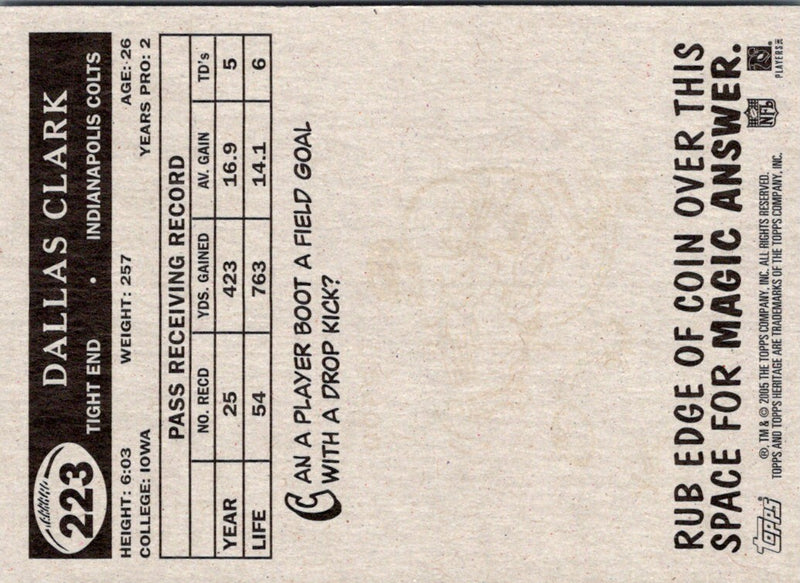 223
DALLAS CLARK
TIGHT END • INDIANAPOLIS COLTS
HEIGHT: 6:03 WEIGHT: 257 AGE: 26
COLLEGE: IOWA YEARS PRO: 2
PASS RECEIVING RECORD
NO. RECD YDS. GAINED AV. GAIN TD's
YEAR 25 423 16.9 5
LIFE 54 763 14.1 6
CAN A PLAYER BOOT A FIELD GOAL
WITH A DROP KICK?
RUB EDGE OF COIN OVER THIS
SPACE FOR MAGIC ANSWER.
topps
®, TM & © 2005 THE TOPPS COMPANY, INC. ALL RIGHTS RESERVED.
TOPPS AND TOPPS HERITAGE ARE TRADEMARKS OF THE TOPPS COMPANY, INC.
NFL
PLAYERS INC